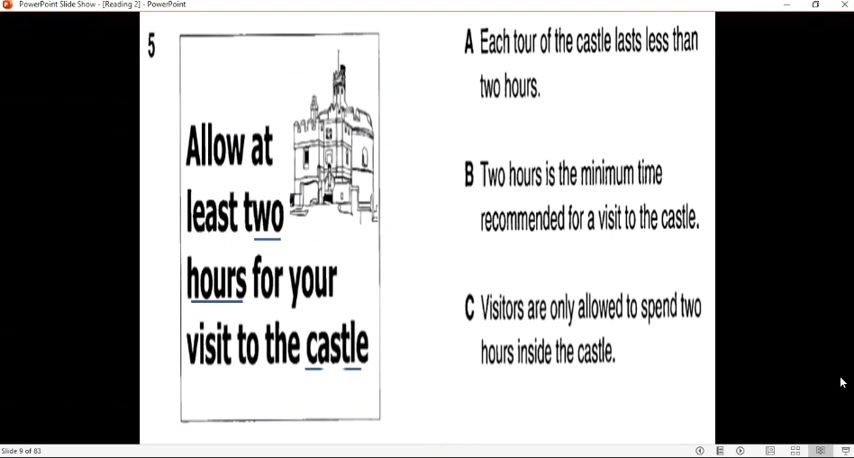 PowerPoint Slide Show - [Reading 2] - PowerPoint
5
Allow at
least two
hours for your
visit to the castle
A Each tour of the castle lasts less than
two hours.
B Two hours is the minimum time
recommended for a visit to the castle.
C Visitors are only allowed to spend two
hours inside the castle.
Slide 9 of 83